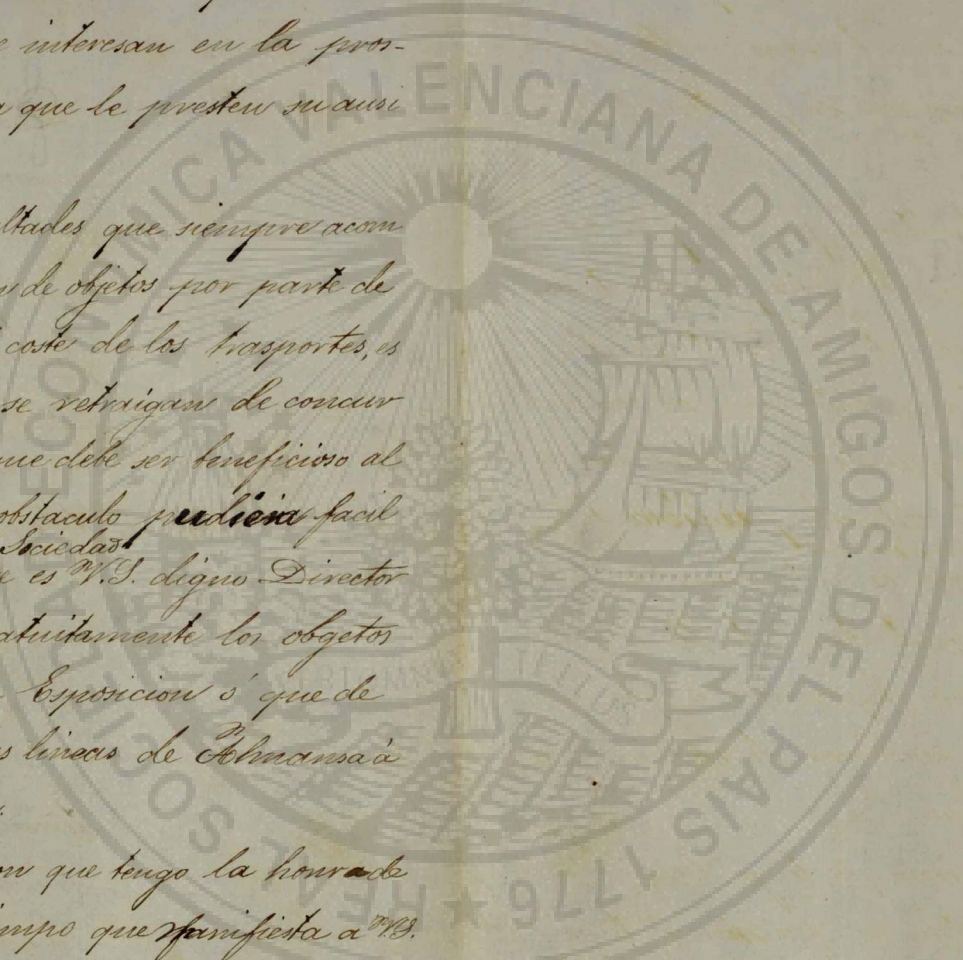 e interesan en la pros-
a que le presten su ausi
ltades que siempre acom
n de objetos por parte de
coste de los trasportes, es
se retraigan de concur
ue debe ser beneficioso al
obstaculo pudiera facil
Sociedad
e es V.S. digno Director
atuitamente los obgetos
Esposicion ó que de
s lineas de Almansa á
on que tengo la honra de
mpo que manifiesta a V.S.
REAL SOCIEDAD ECONÓMICA VALENCIANA DE AMIGOS DEL PAIS 1776